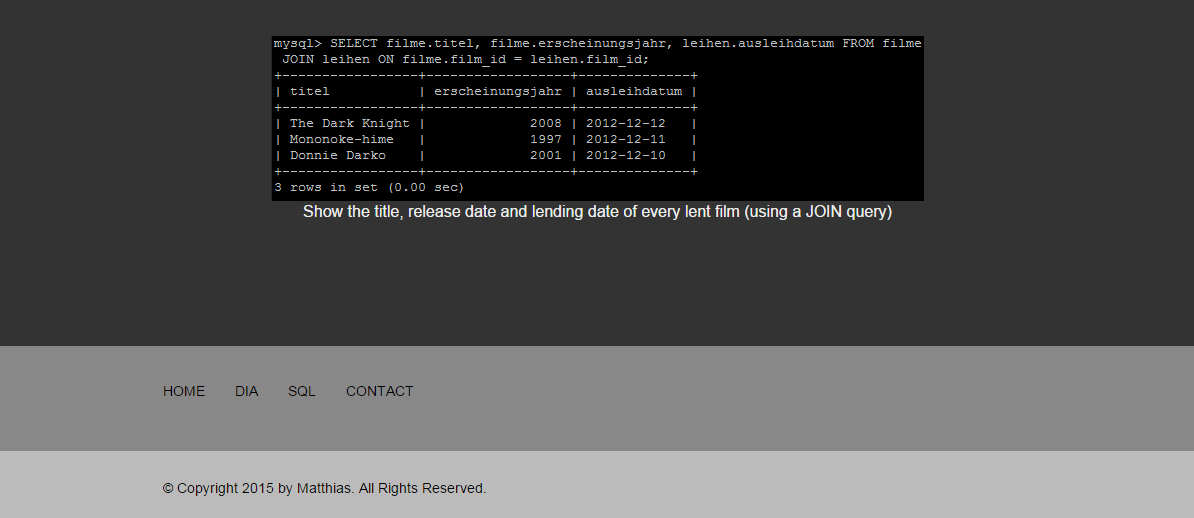 mysql> SELECT filme.titel, filme.erscheinungsjahr, leihen.ausleihdatum FROM filme
 JOIN leihen ON filme.film_id = leihen.film_id;
+-----------------+------------------+--------------+
| titel           | erscheinungsjahr | ausleihdatum |
+-----------------+------------------+--------------+
| The Dark Knight |             2008 | 2012-12-12   |
| Mononoke-hime   |             1997 | 2012-12-11   |
| Donnie Darko    |             2001 | 2012-12-10   |
+-----------------+------------------+--------------+
3 rows in set (0.00 sec)
Show the title, release date and lending date of every lent film (using a JOIN query)
HOME DIA SQL CONTACT
© Copyright 2015 by Matthias. All Rights Reserved.